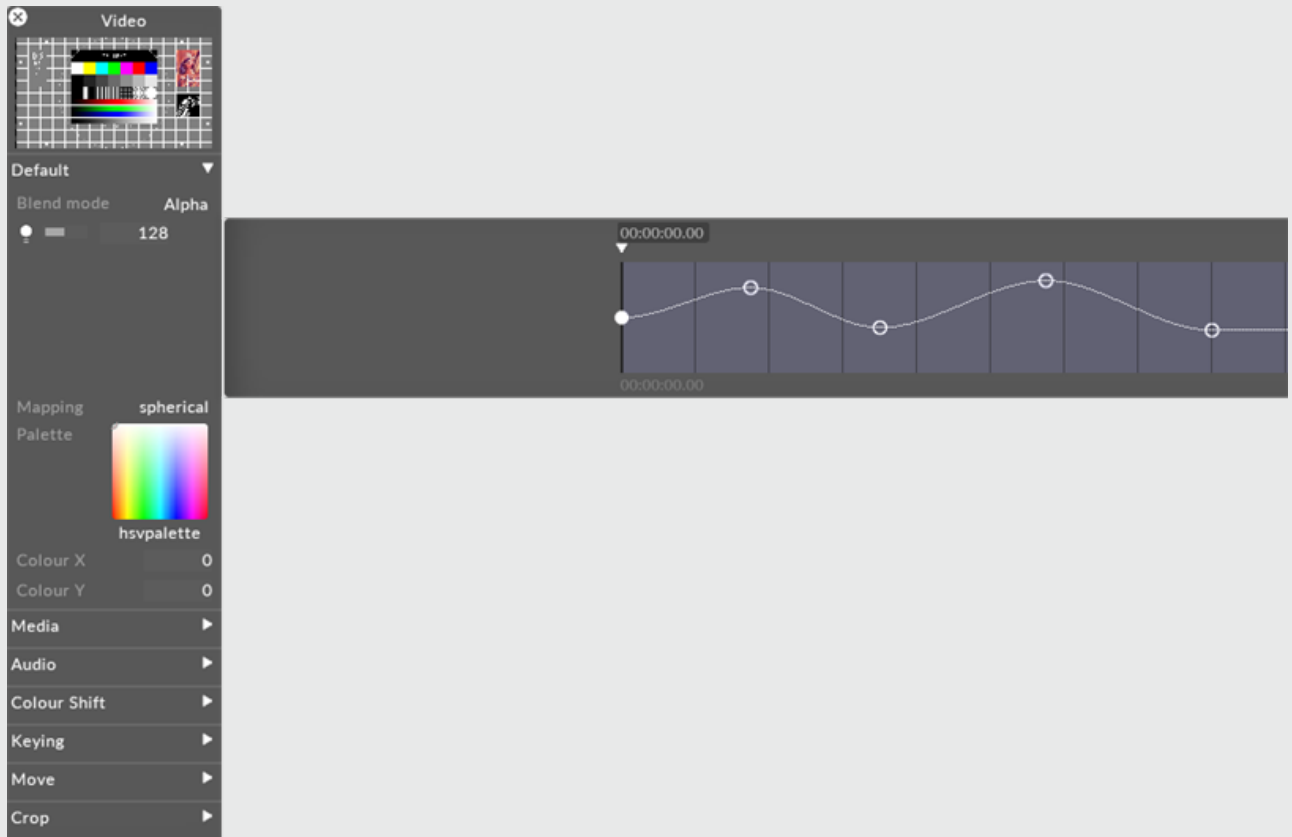 Video
Default
Blend mode Alpha
128
00:00:00.00
00:00:00.00
Mapping spherical
Palette
hsvpalette
Colour X 0
Colour Y 0
Media
Audio
Colour Shift
Keying
Move
Crop